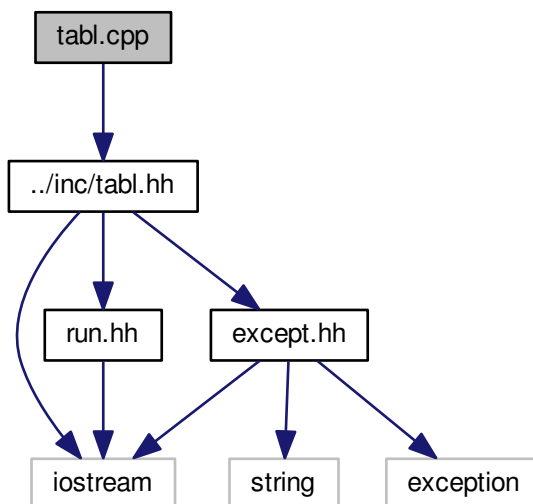 tabl.cpp
../inc/tabl.hh
run.hh
except.hh
iostream
string
exception